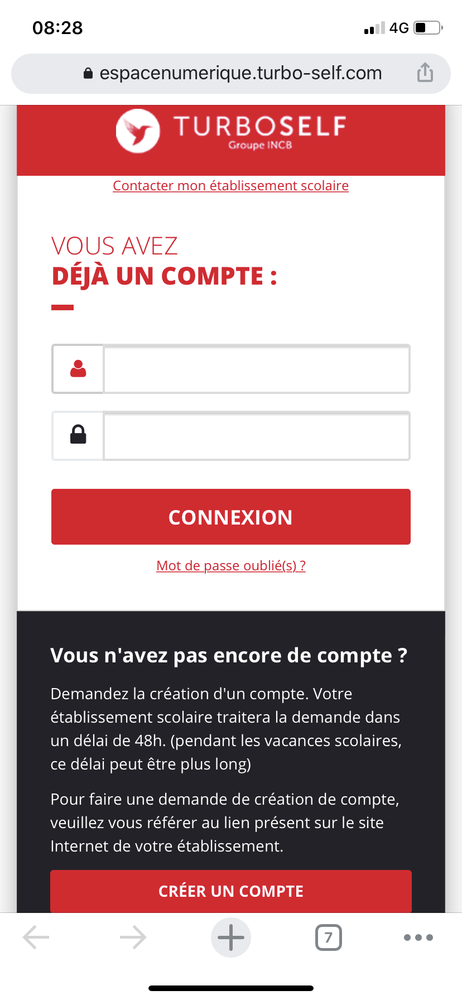 08:28
4G
espacenumerique.turbo-self.com
TURBOSELF
Groupe INCB
Contacter mon établissement scolaire
VOUS AVEZ
DÉJÀ UN COMPTE :
CONNEXION
Mot de passe oublié(s) ?
Vous n'avez pas encore de compte ?
Demandez la création d'un compte. Votre
établissement scolaire traitera la demande dans
un délai de 48h. (pendant les vacances scolaires,
ce délai peut être plus long)
Pour faire une demande de création de compte,
veuillez vous référer au lien présent sur le site
Internet de votre établissement.
CRÉER UN COMPTE
7